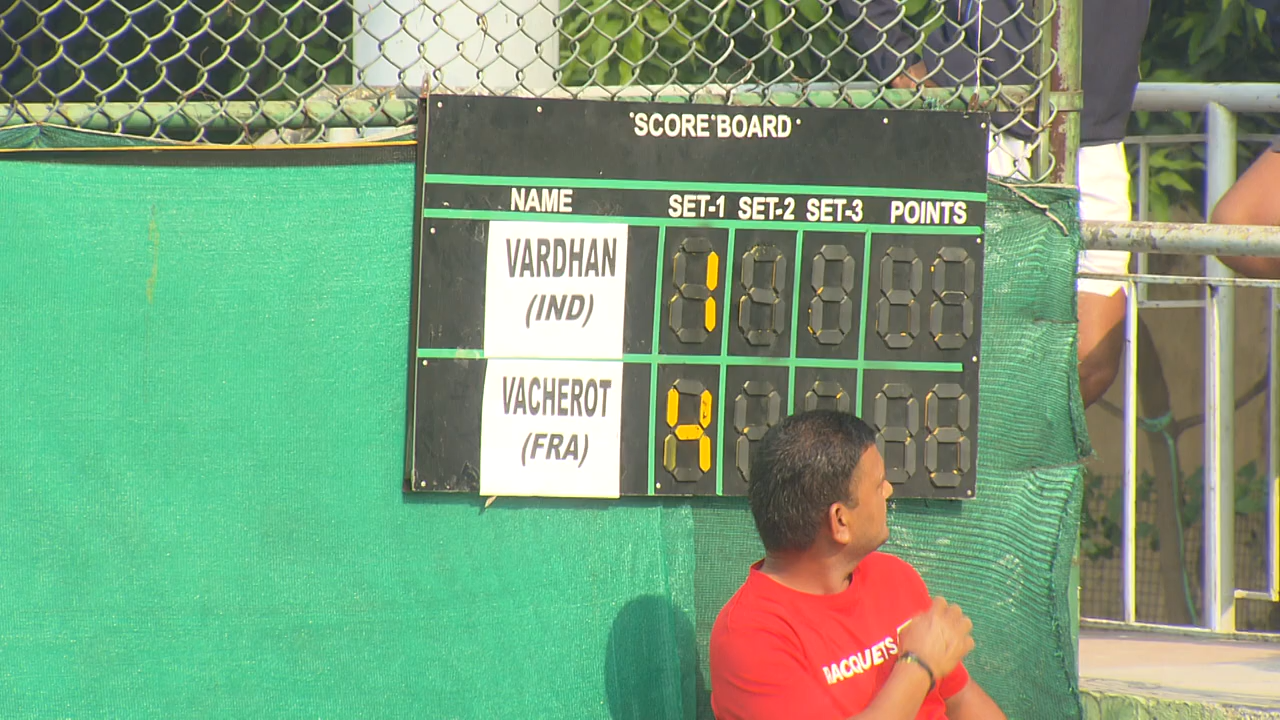 SCORE BOARD
NAME SET-1 SET-2 SET-3 POINTS
VARDHAN
(IND)
1
VACHEROT
(FRA)
4
RACQUETS